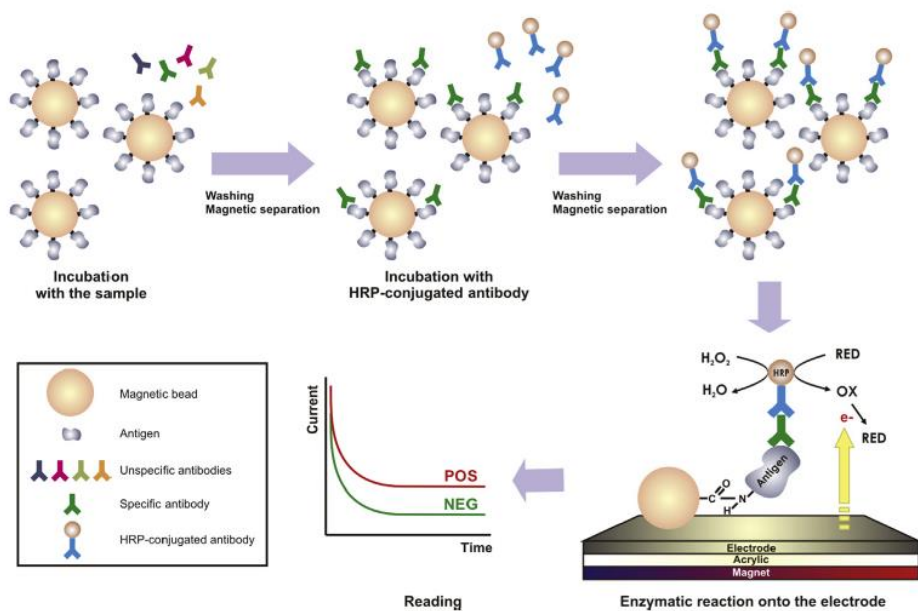 Washing
Magnetic separation
Washing
Magnetic separation
Incubation
with the sample
Incubation with
HRP-conjugated antibody
Magnetic bead
Antigen
Unspecific antibodies
Specific antibody
HRP-conjugated antibody
Current
POS
NEG
Time
Reading
H₂O₂
RED
HRP
H₂O
OX
e-
RED
Antigen
O
C
N
H
Electrode
Acrylic
Magnet
Enzymatic reaction onto the electrode